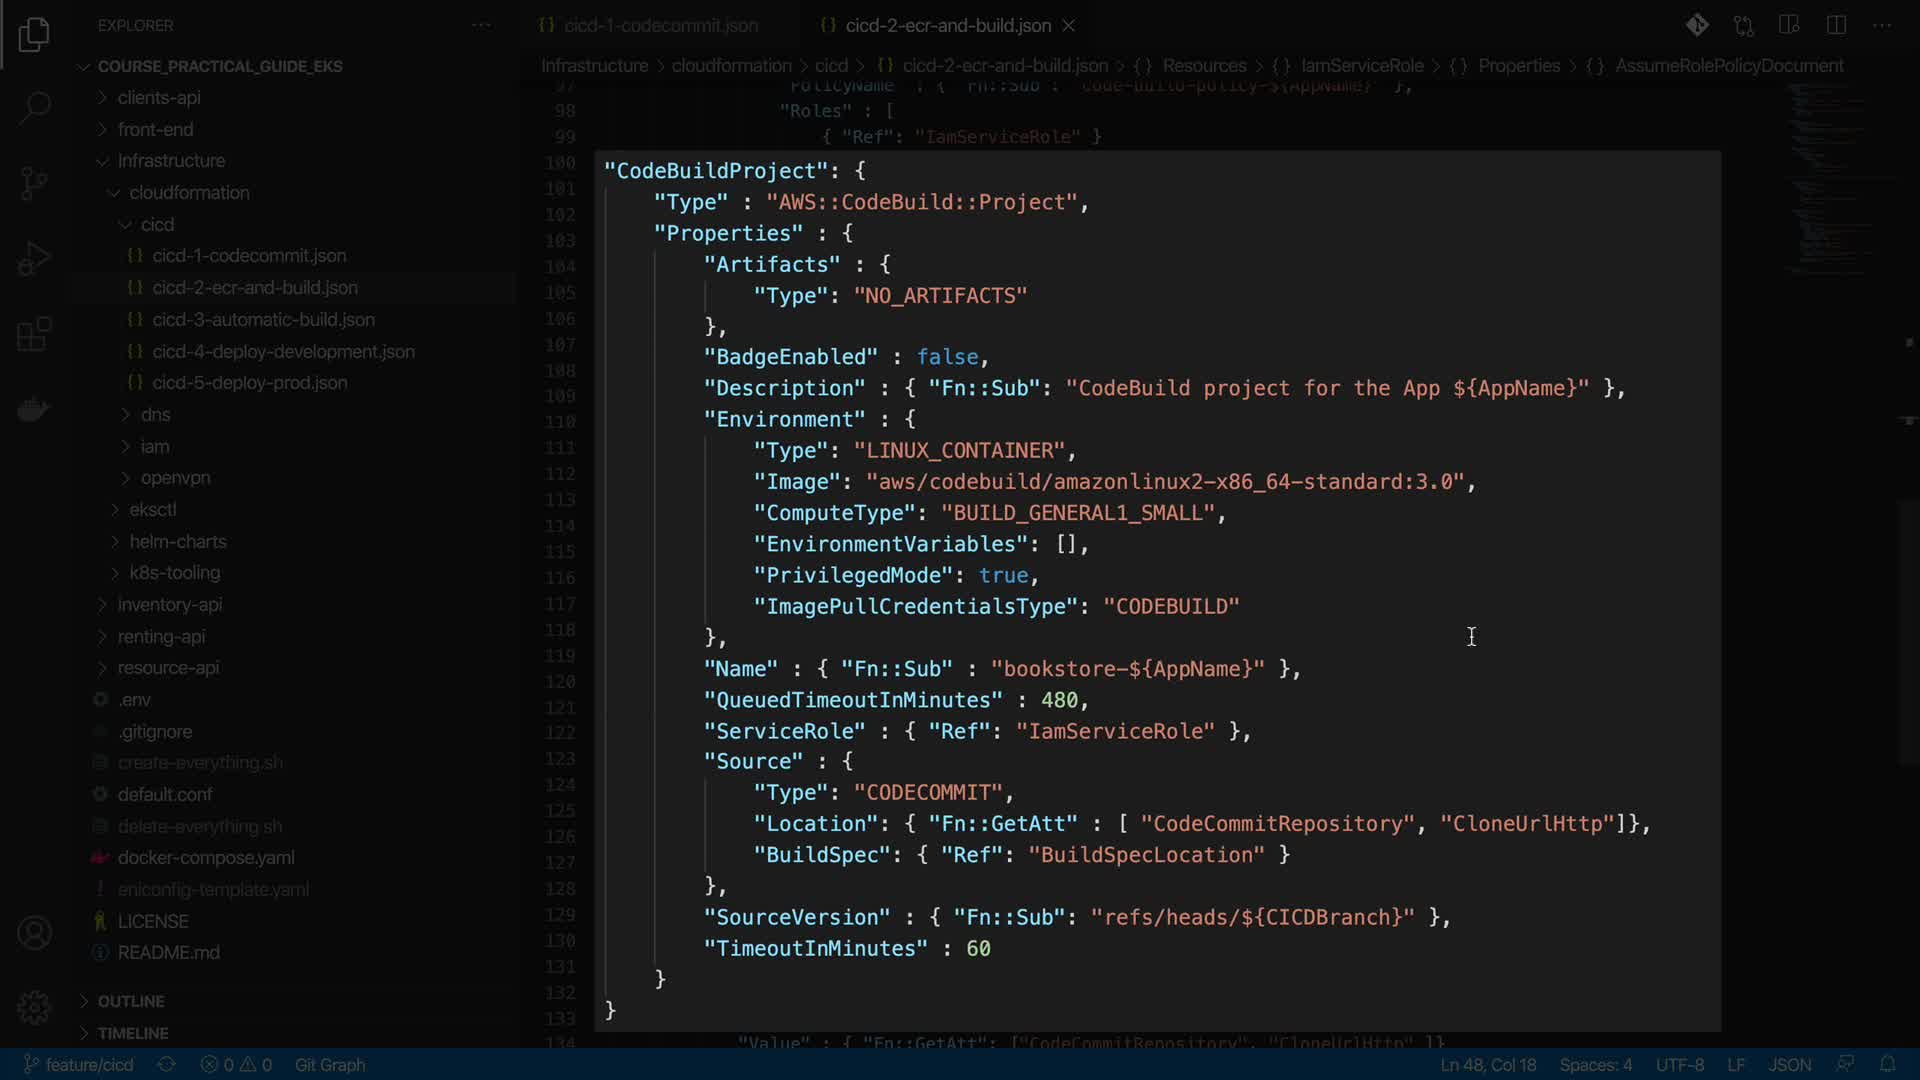 EXPLORER
cicd-1-codecommit.json
cicd-2-ecr-and-build.json
COURSE_PRACTICAL_GUIDE_EKS
Infrastructure > cloudformation > cicd > {} cicd-2-ecr-and-build.json > {} Resources > {} IamServiceRole > {} Properties > {} AssumeRolePolicyDocument
clients-api
front-end
Infrastructure
cloudformation
cicd
cicd-1-codecommit.json
cicd-2-ecr-and-build.json
cicd-3-automatic-build.json
cicd-4-deploy-development.json
cicd-5-deploy-prod.json
dns
iam
openvpn
eksctl
helm-charts
k8s-tooling
inventory-api
renting-api
resource-api
.env
.gitignore
create-everything.sh
default.conf
delete-everything.sh
docker-compose.yaml
eniconfig-template.yaml
LICENSE
README.md
OUTLINE
TIMELINE
97 "PolicyName" : { "Fn::Sub": "code-build-policy-${AppName}" },
98 "Roles" : [
99 { "Ref": "IamServiceRole" }
100
101
102
103
104
105
106
107
108
109
110
111
112
113
114
115
116
117
118
119
120
121
122
123
124
125
126
127
128
129
130
131
132
133
134 "Value" : { "Fn::GetAtt": ["CodeCommitRepository", "CloneUrlHttp" ]}
"CodeBuildProject": {
"Type" : "AWS::CodeBuild::Project",
"Properties" : {
"Artifacts" : {
"Type": "NO_ARTIFACTS"
},
"BadgeEnabled" : false,
"Description" : { "Fn::Sub": "CodeBuild project for the App ${AppName}" },
"Environment" : {
"Type": "LINUX_CONTAINER",
"Image": "aws/codebuild/amazonlinux2-x86_64-standard:3.0",
"ComputeType": "BUILD_GENERAL1_SMALL",
"EnvironmentVariables": [],
"PrivilegedMode": true,
"ImagePullCredentialsType": "CODEBUILD"
},
"Name" : { "Fn::Sub" : "bookstore-${AppName}" },
"QueuedTimeoutInMinutes" : 480,
"ServiceRole" : { "Ref": "IamServiceRole" },
"Source" : {
"Type": "CODECOMMIT",
"Location": { "Fn::GetAtt" : [ "CodeCommitRepository", "CloneUrlHttp"]},
"BuildSpec": { "Ref": "BuildSpecLocation" }
},
"SourceVersion" : { "Fn::Sub": "refs/heads/${CICDBranch}" },
"TimeoutInMinutes" : 60
}
}
feature/cicd 0 0 Git Graph
Ln 48, Col 18 Spaces: 4 UTF-8 LF JSON